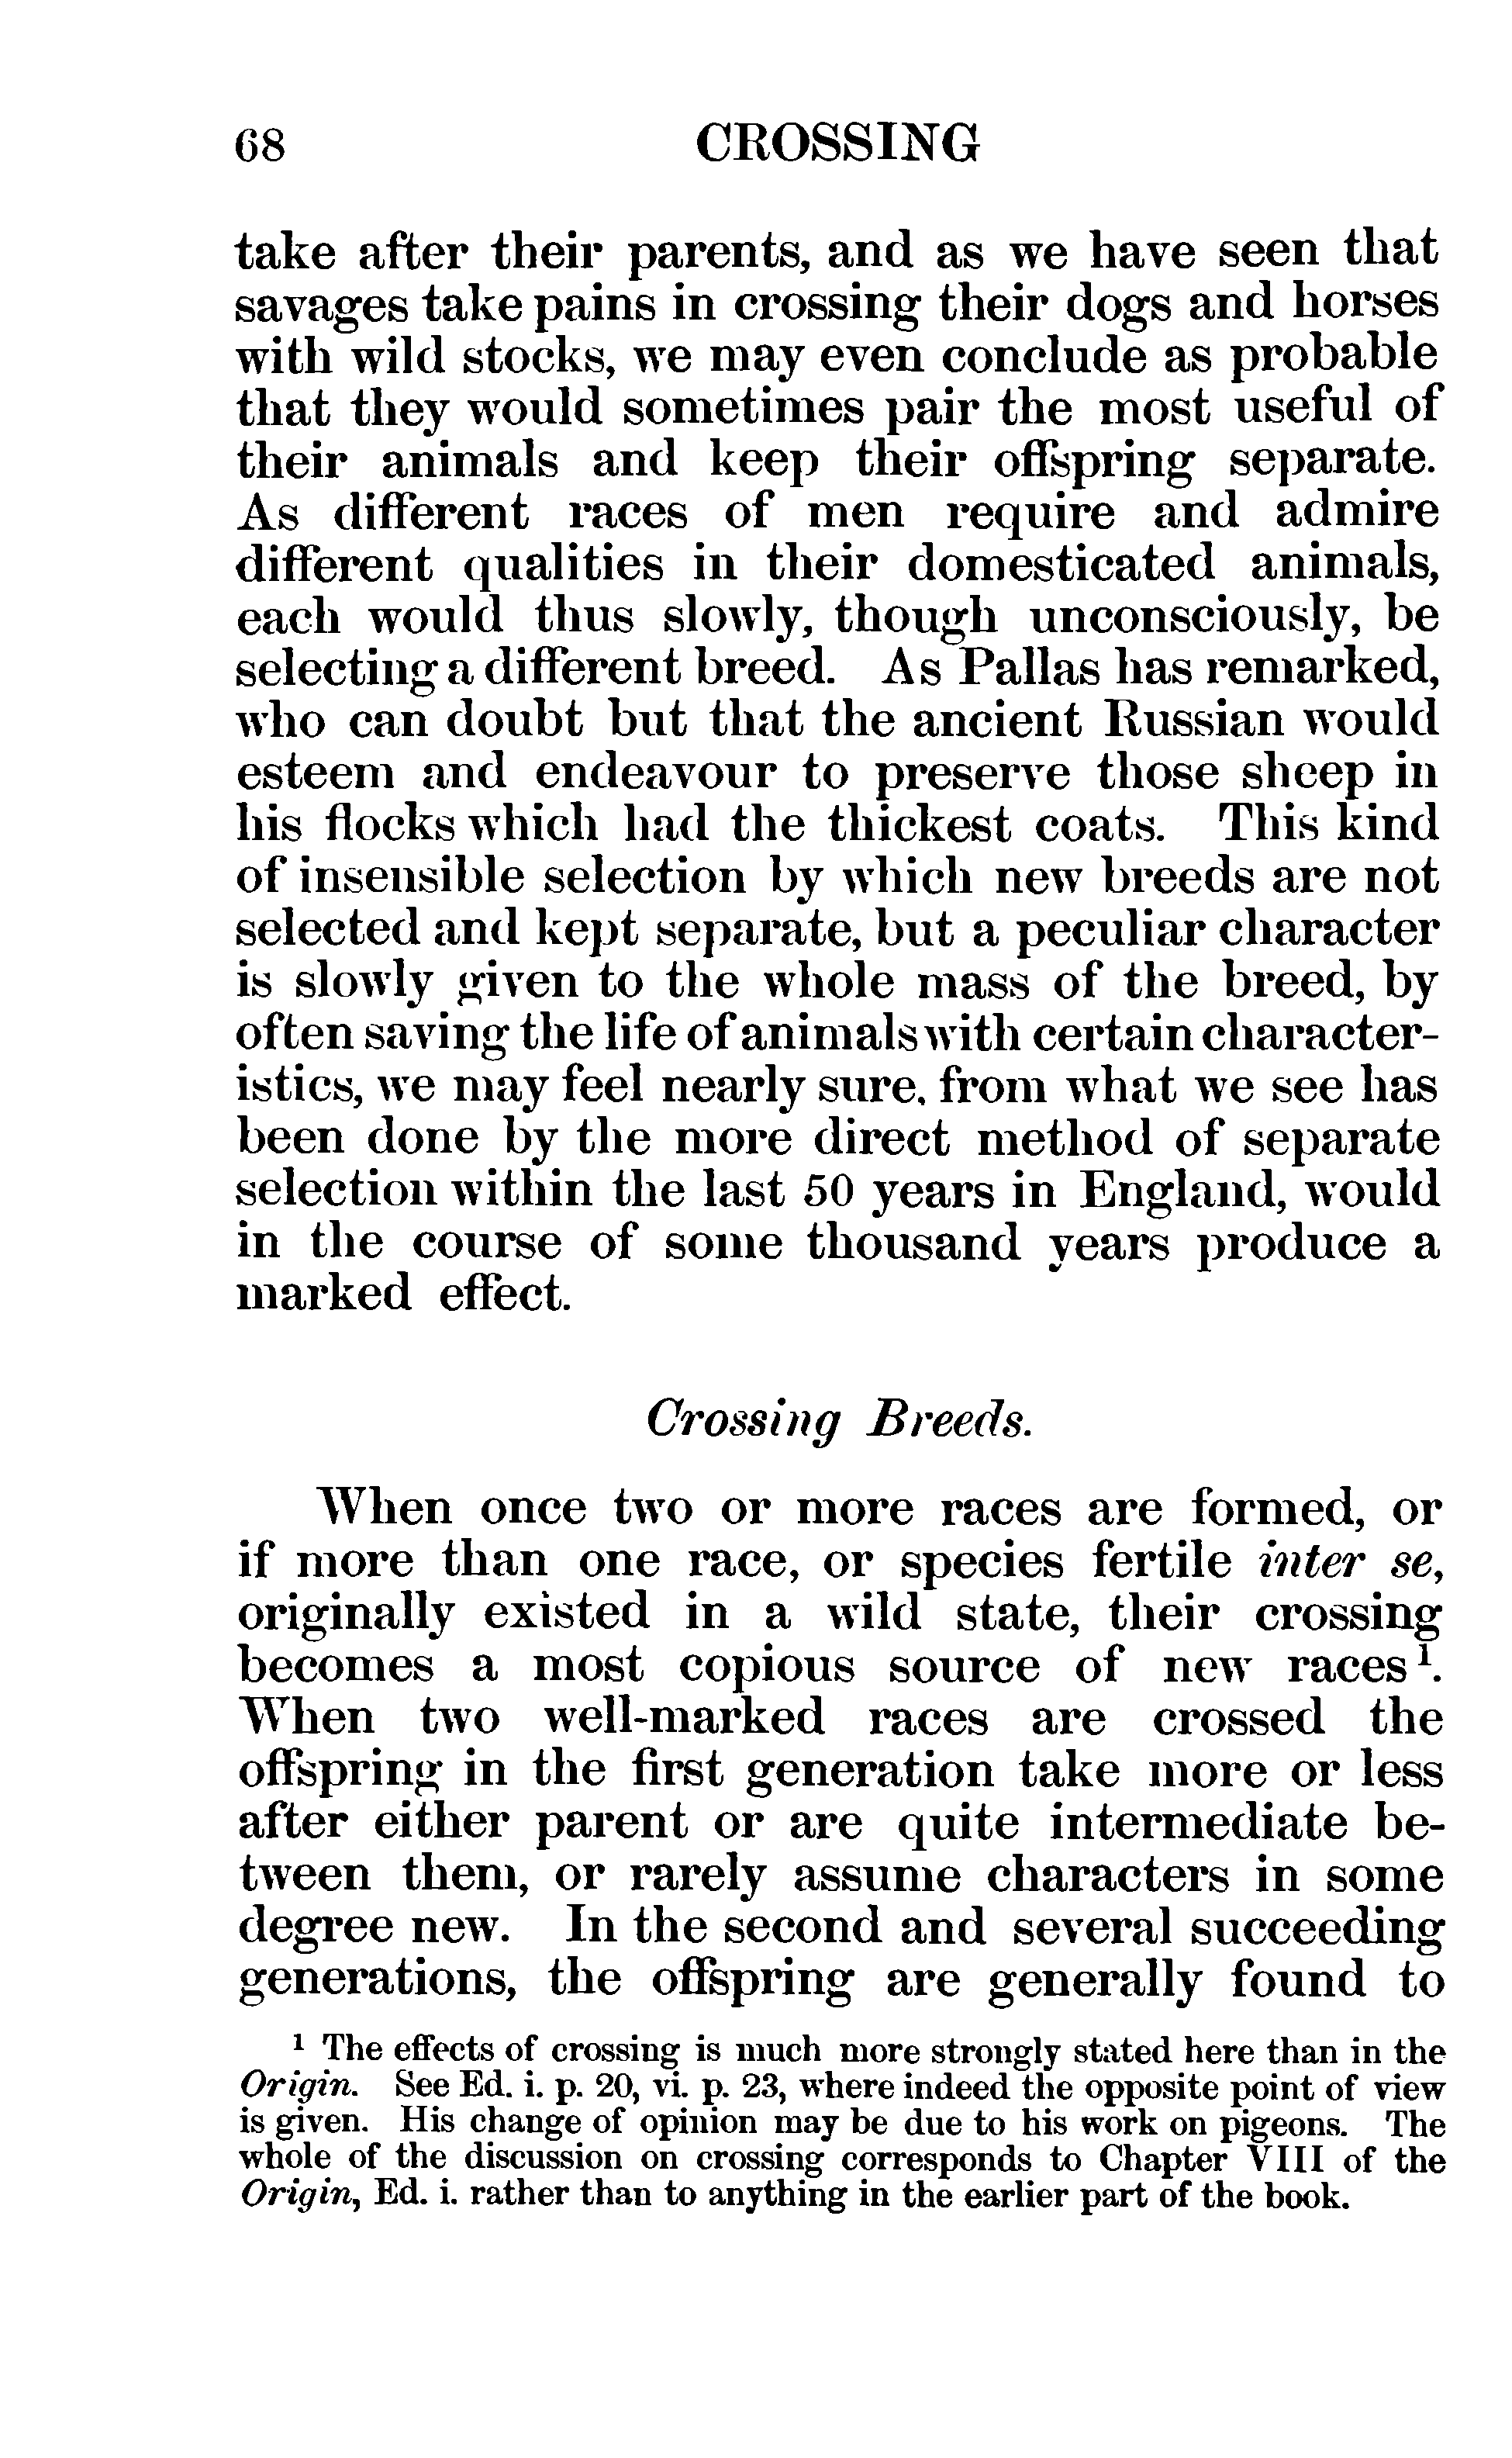 68 CROSSING
take after their parents, and as we have seen that
savages take pains in crossing their dogs and horses
with wild stocks, we may even conclude as probable
that they would sometimes pair the most useful of
their animals and keep their offspring separate.
As different races of men require and admire
different qualities in their domesticated animals,
each would thus slowly, though unconsciously, be
selecting a different breed. As Pallas has remarked,
who can doubt but that the ancient Russian would
esteem and endeavour to preserve those sheep in
his flocks which had the thickest coats. This kind
of insensible selection by which new breeds are not
selected and kept separate, but a peculiar character
is slowly given to the whole mass of the breed, by
often saving the life of animals with certain character-
istics, we may feel nearly sure, from what we see has
been done by the more direct method of separate
selection within the last 50 years in England, would
in the course of some thousand years produce a
marked effect.
Crossing Breeds.
When once two or more races are formed, or
if more than one race, or species fertile inter se,
originally existed in a wild state, their crossing
becomes a most copious source of new races¹.
When two well-marked races are crossed the
offspring in the first generation take more or less
after either parent or are quite intermediate be-
tween them, or rarely assume characters in some
degree new. In the second and several succeeding
generations, the offspring are generally found to
¹ The effects of crossing is much more strongly stated here than in the
Origin. See Ed. i. p. 20, vi. p. 23, where indeed the opposite point of view
is given. His change of opinion may be due to his work on pigeons. The
whole of the discussion on crossing corresponds to Chapter VIII of the
Origin, Ed. i. rather than to anything in the earlier part of the book.